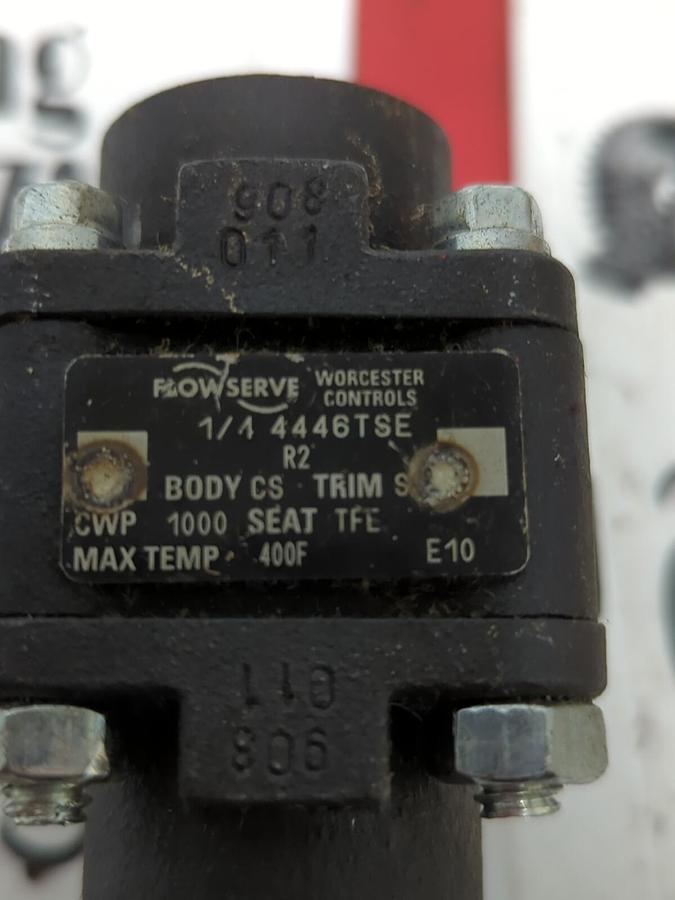 908
011
FLOWSERVE WORCESTER CONTROLS
1/4 4446TSE
R2
BODY CS TRIM S
CWP 1000 SEAT TFE
MAX TEMP 400F E10
011
908